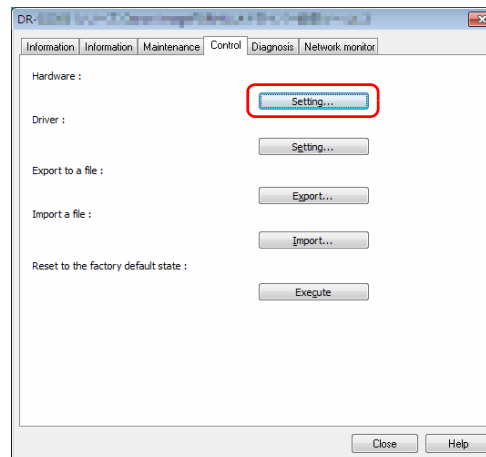 DR-
Information Information Maintenance Control Diagnosis Network monitor
Hardware :
Setting...
Driver :
Setting...
Export to a file :
Export...
Import a file :
Import...
Reset to the factory default state :
Execute
Close Help